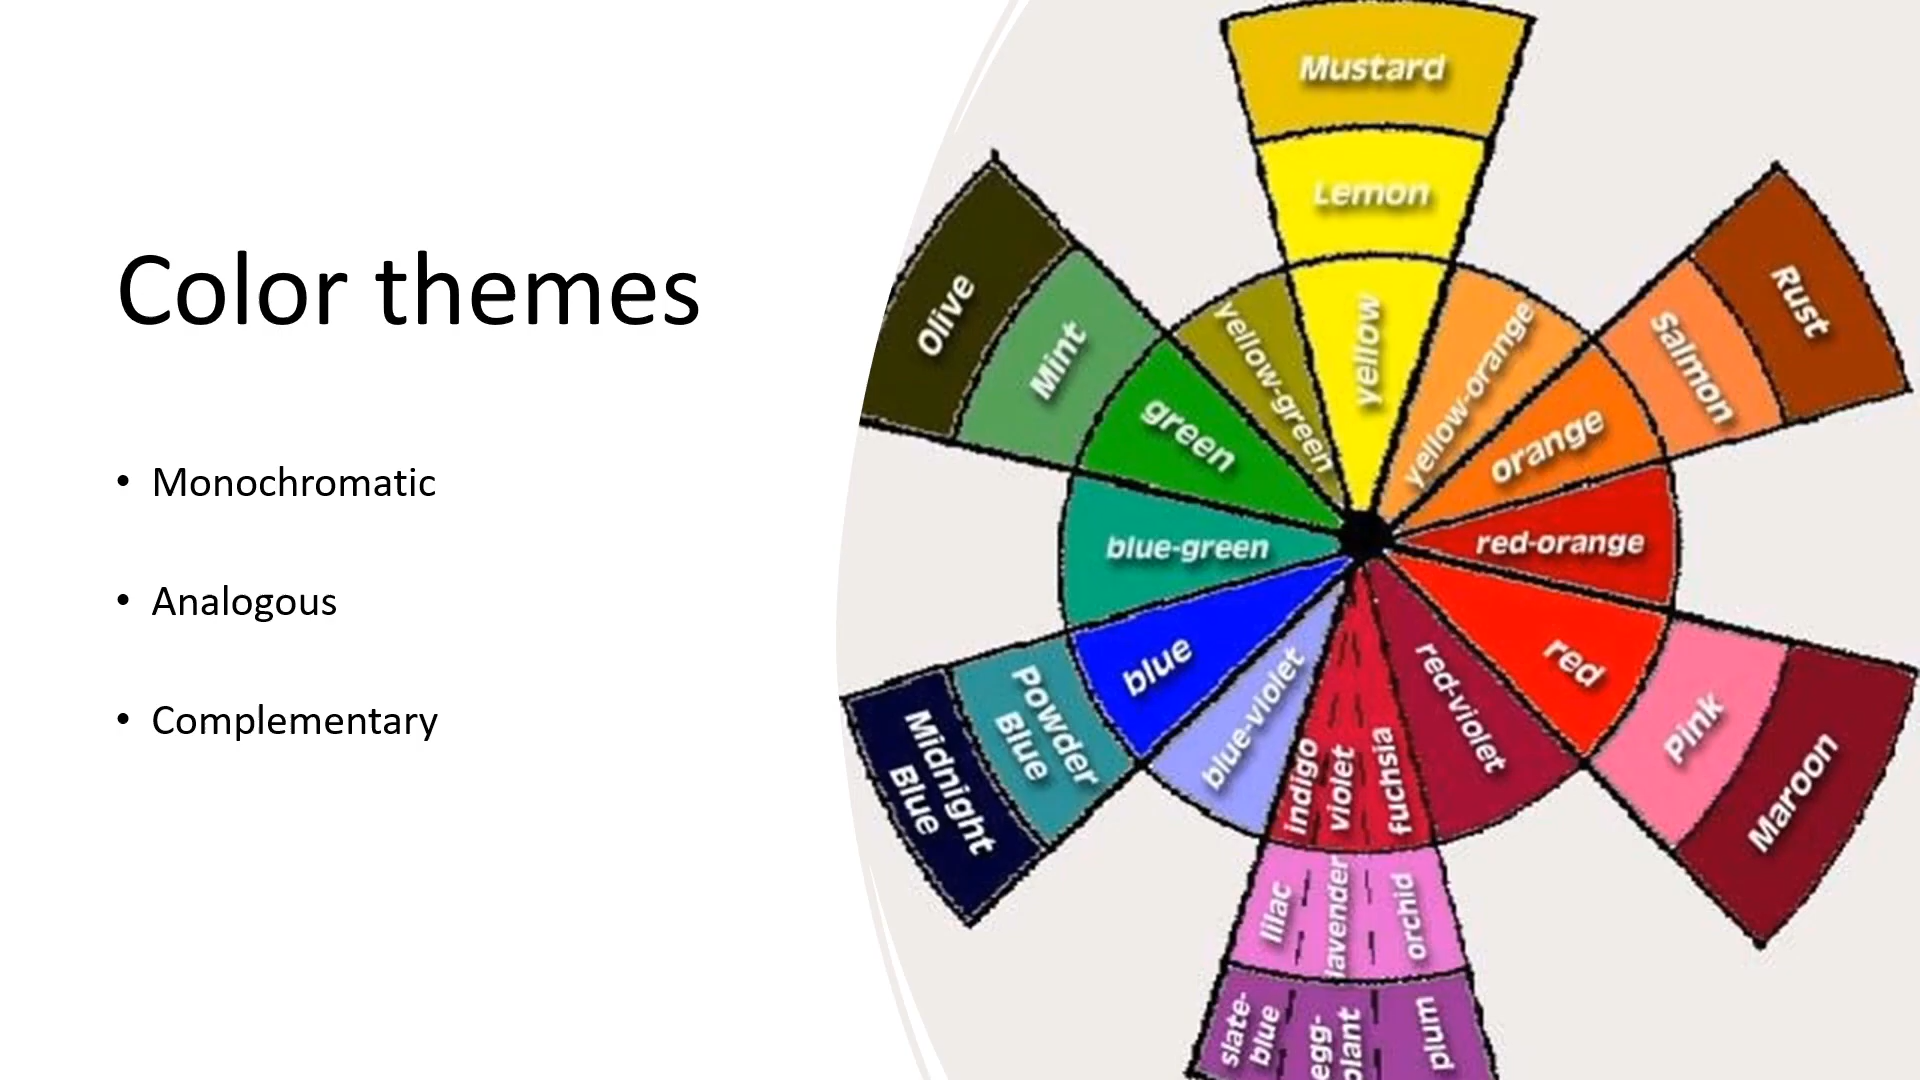 Color themes
• Monochromatic
• Analogous
• Complementary
Mustard
Lemon
yellow
Olive
Mint
green
yellow-green
yellow-orange
orange
Salmon
Rust
blue-green
red-orange
blue
Powder
Blue
Midnight
Blue
blue-violet
indigo
violet
fuchsia
red-violet
red
Pink
Maroon
lilac
lavender
orchid
slate-
blue
egg-
plant
plum